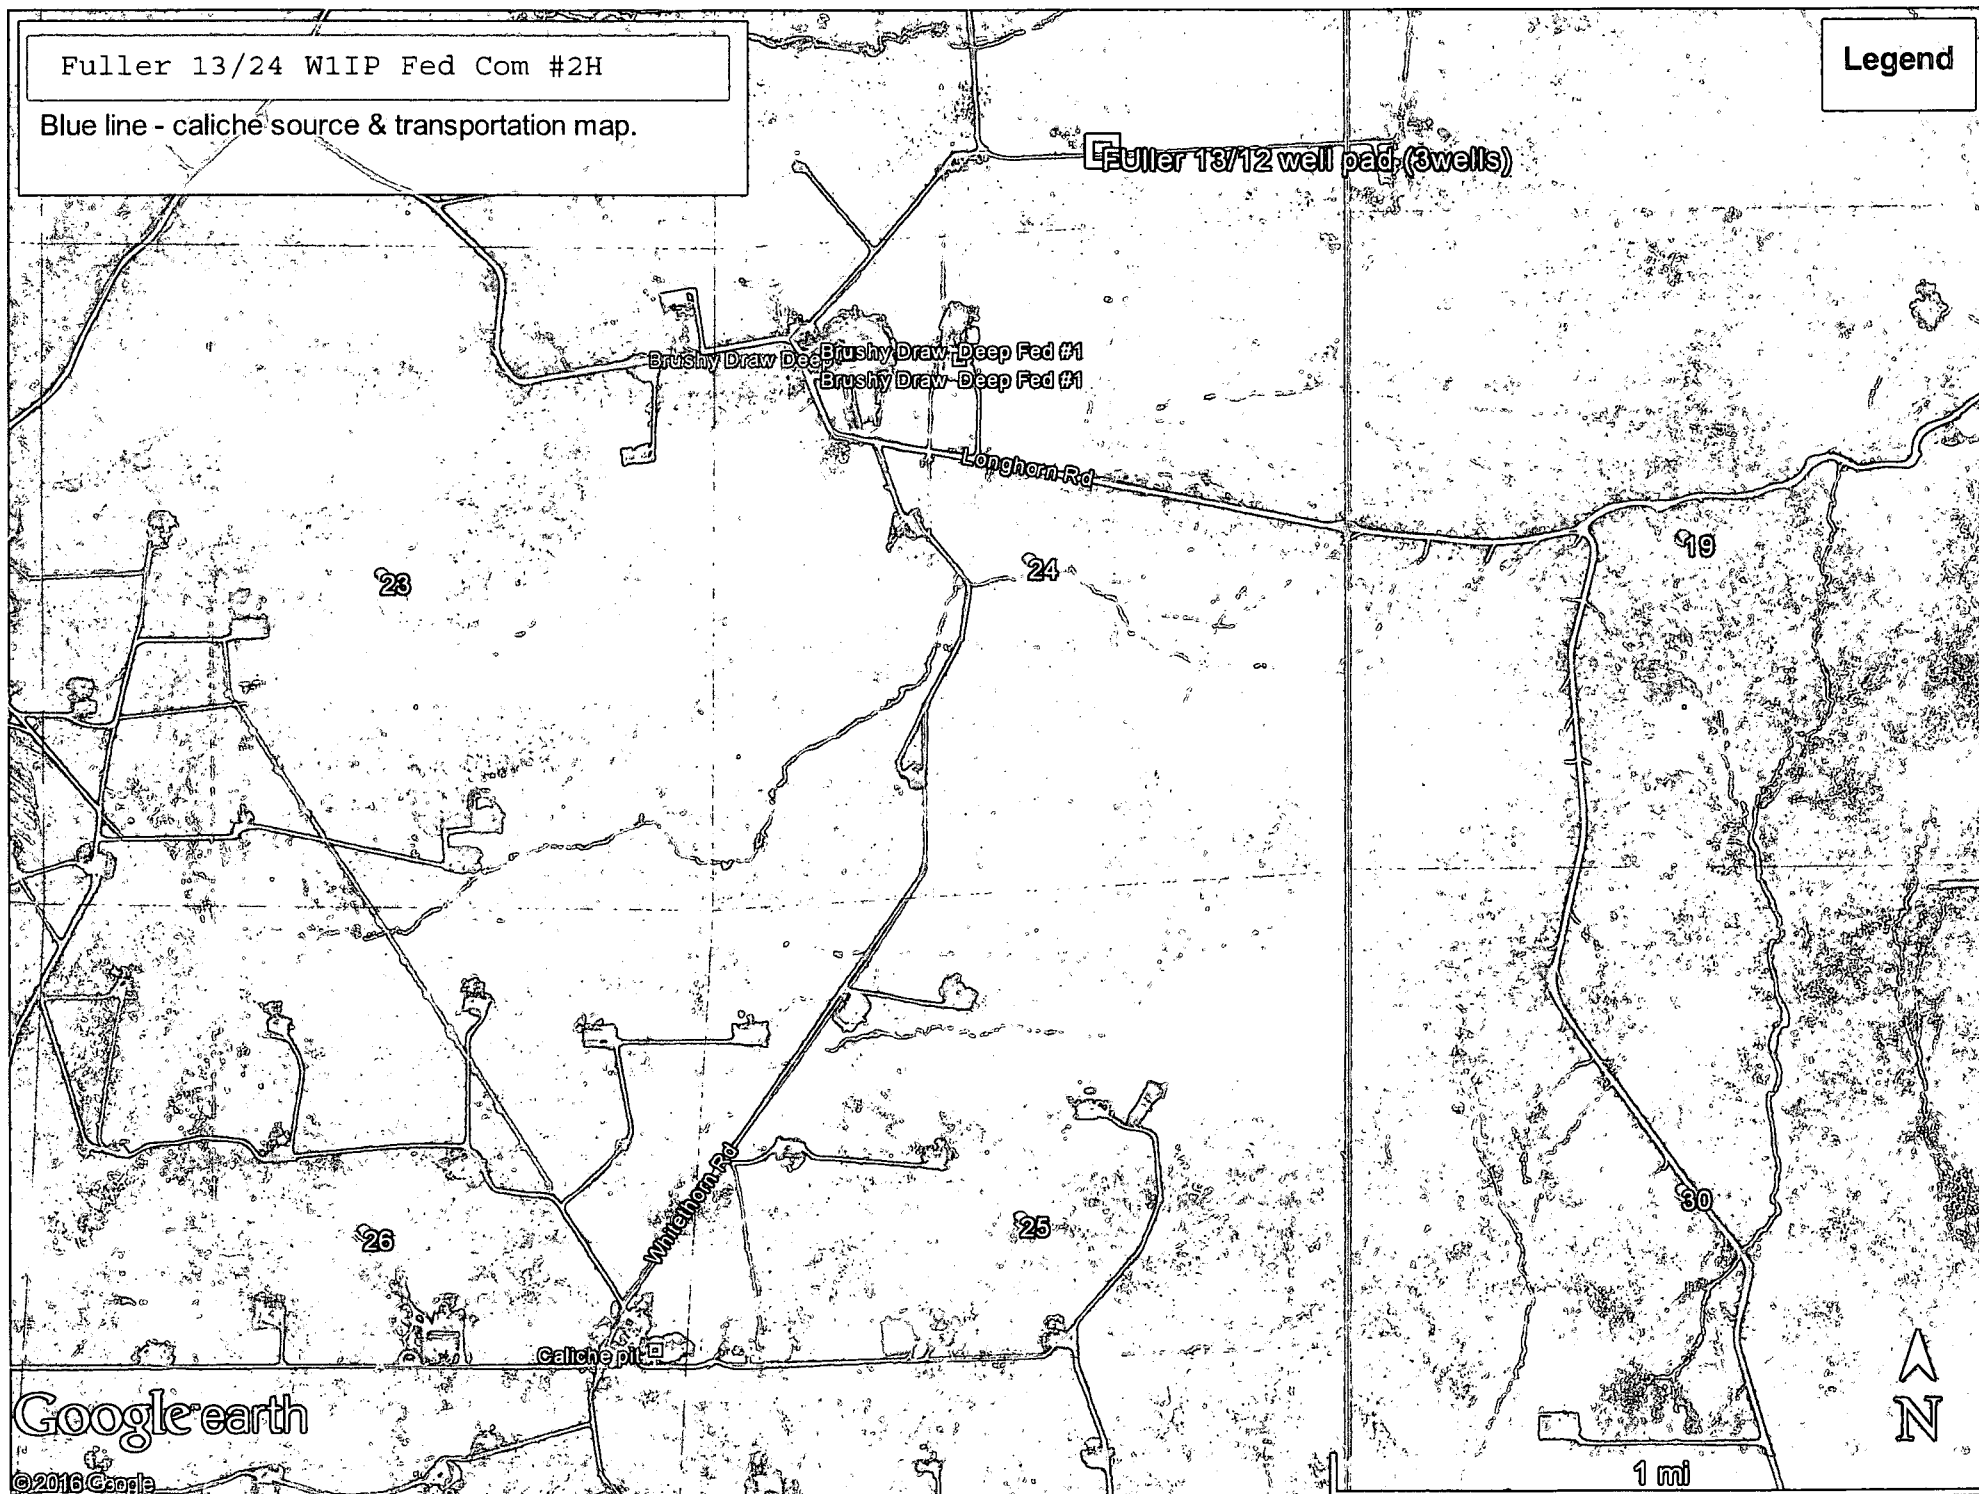 Fuller 13/24 W1IP Fed Com #2H
Blue line - caliche source & transportation map.
Legend
FUller 13/12 well pad (3wells)
Brushy Draw Dee
Brushy Draw Deep Fed #1
Brushy Draw Deep Fed #1
Longhorn Rd
23
24
19
Whitelhorn Rd
26
25
30
Caliche pit
Google earth
© 2016 Google
N
1 mi